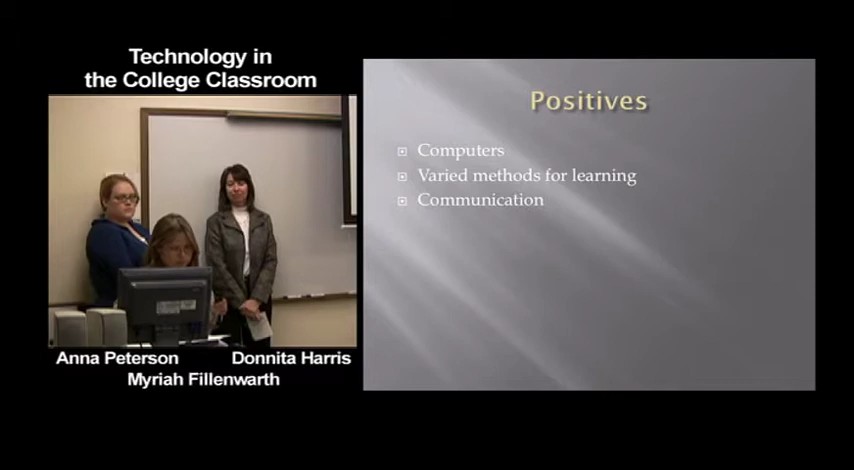 Technology in
the College Classroom
Anna Peterson
Donnita Harris
Myriah Fillenwarth
Positives
Computers
Varied methods for learning
Communication